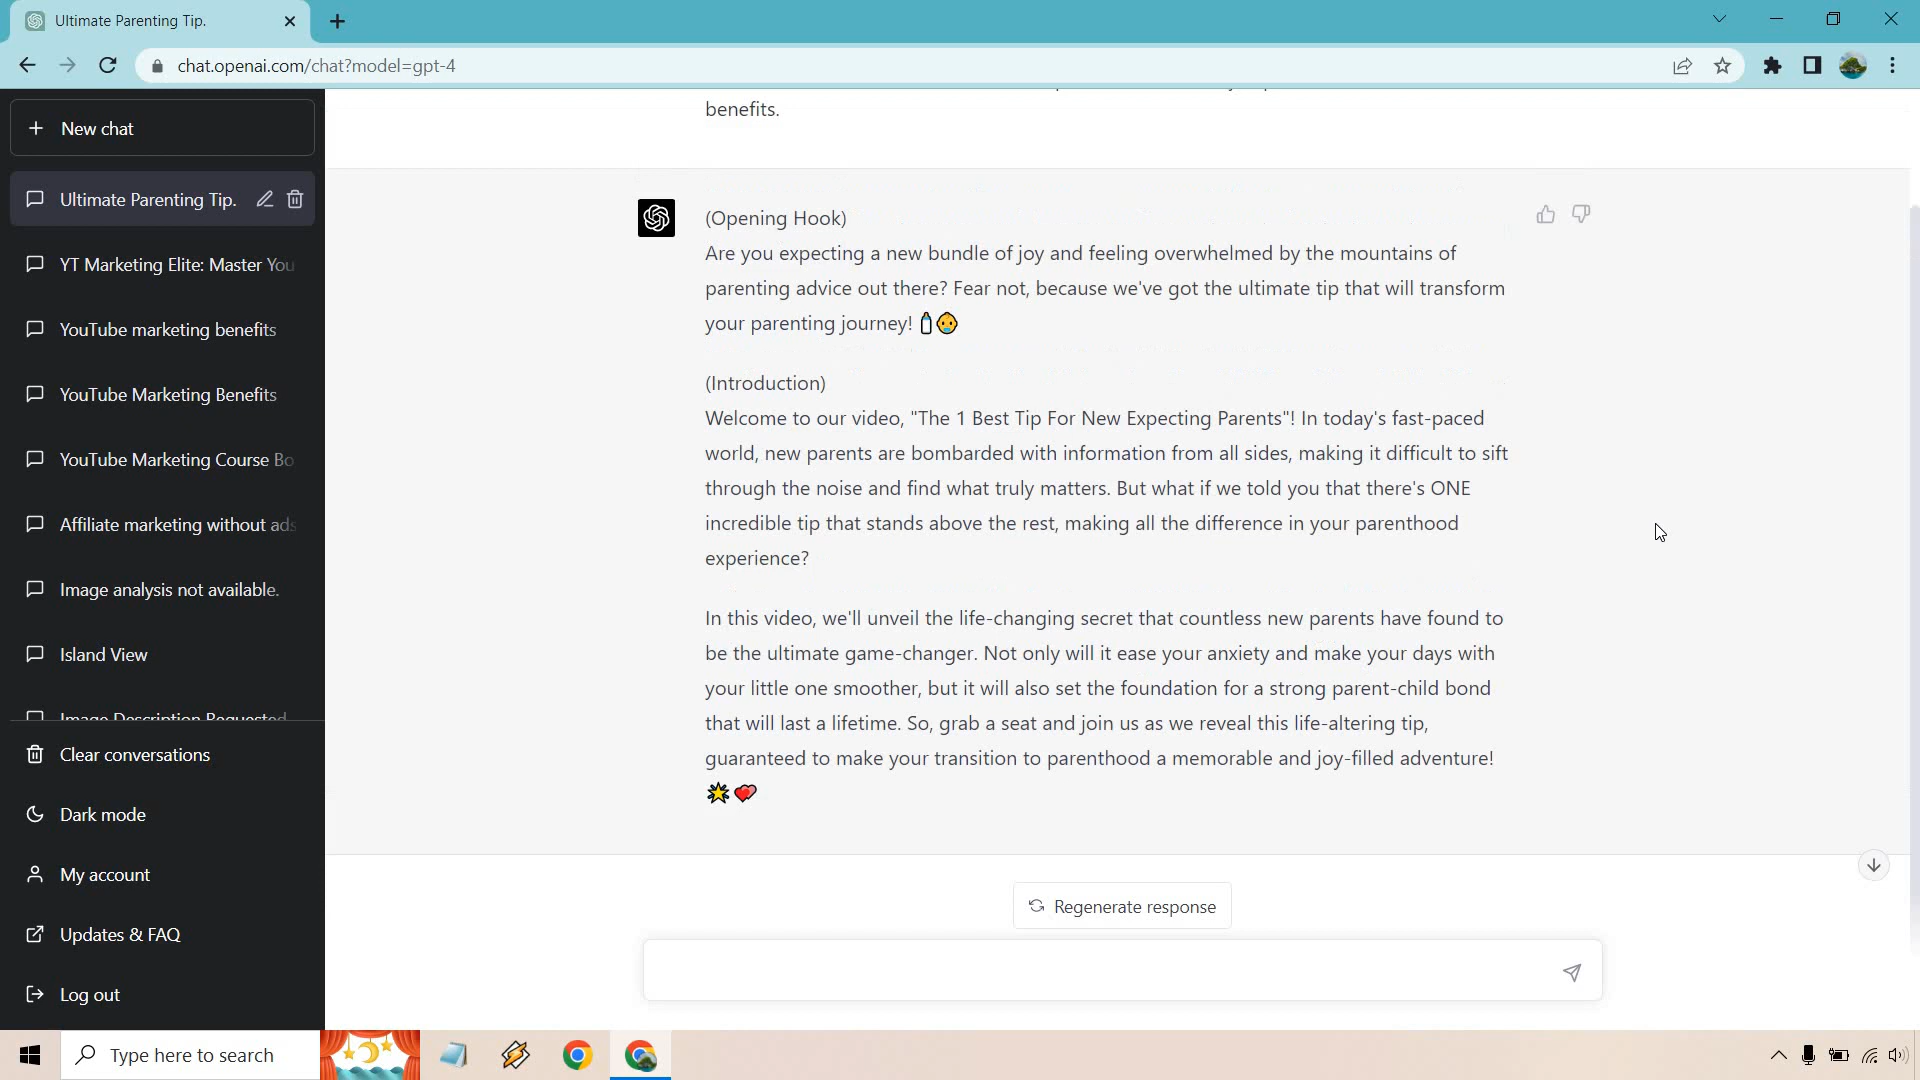 Ultimate Parenting Tip.
chat.openai.com/chat?model=gpt-4
New chat
Ultimate Parenting Tip.
YT Marketing Elite: Master You
YouTube marketing benefits
YouTube Marketing Benefits
YouTube Marketing Course Bo
Affiliate marketing without ads
Image analysis not available.
Island View
Image Description Requested
Clear conversations
Dark mode
My account
Updates & FAQ
Log out
benefits.
(Opening Hook)
Are you expecting a new bundle of joy and feeling overwhelmed by the mountains of
parenting advice out there? Fear not, because we've got the ultimate tip that will transform
your parenting journey! 🍼👶
(Introduction)
Welcome to our video, "The 1 Best Tip For New Expecting Parents"! In today's fast-paced
world, new parents are bombarded with information from all sides, making it difficult to sift
through the noise and find what truly matters. But what if we told you that there's ONE
incredible tip that stands above the rest, making all the difference in your parenthood
experience?
In this video, we'll unveil the life-changing secret that countless new parents have found to
be the ultimate game-changer. Not only will it ease your anxiety and make your days with
your little one smoother, but it will also set the foundation for a strong parent-child bond
that will last a lifetime. So, grab a seat and join us as we reveal this life-altering tip,
guaranteed to make your transition to parenthood a memorable and joy-filled adventure!
🌟💕
Regenerate response
Type here to search